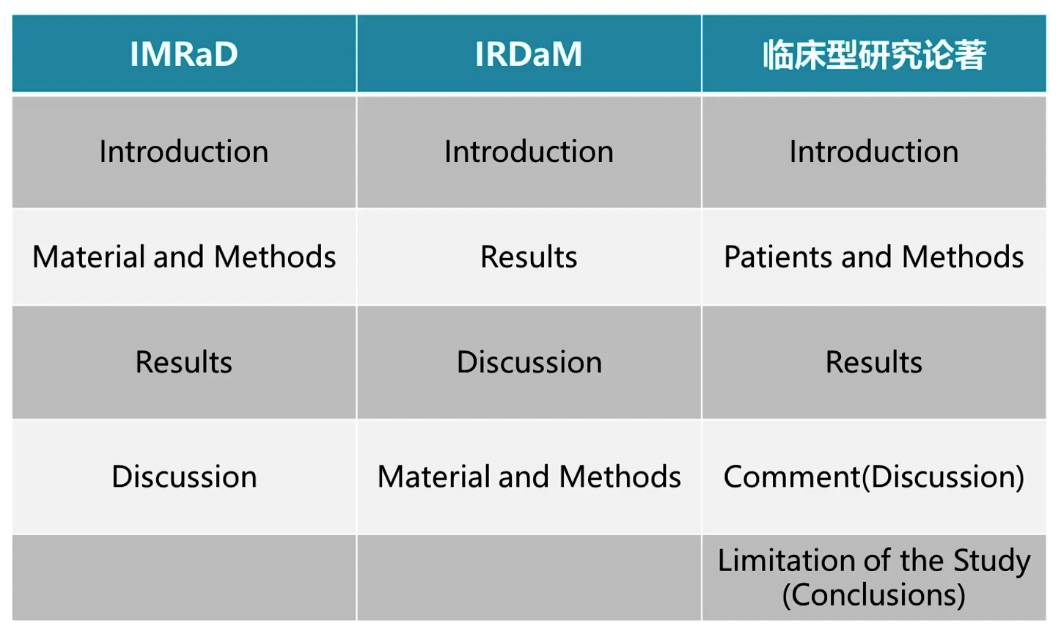 IMRaD
IRDaM
临床型研究论著
Introduction
Introduction
Introduction
Material and Methods
Results
Patients and Methods
Results
Discussion
Results
Discussion
Material and Methods
Comment(Discussion)
Limitation of the Study
(Conclusions)